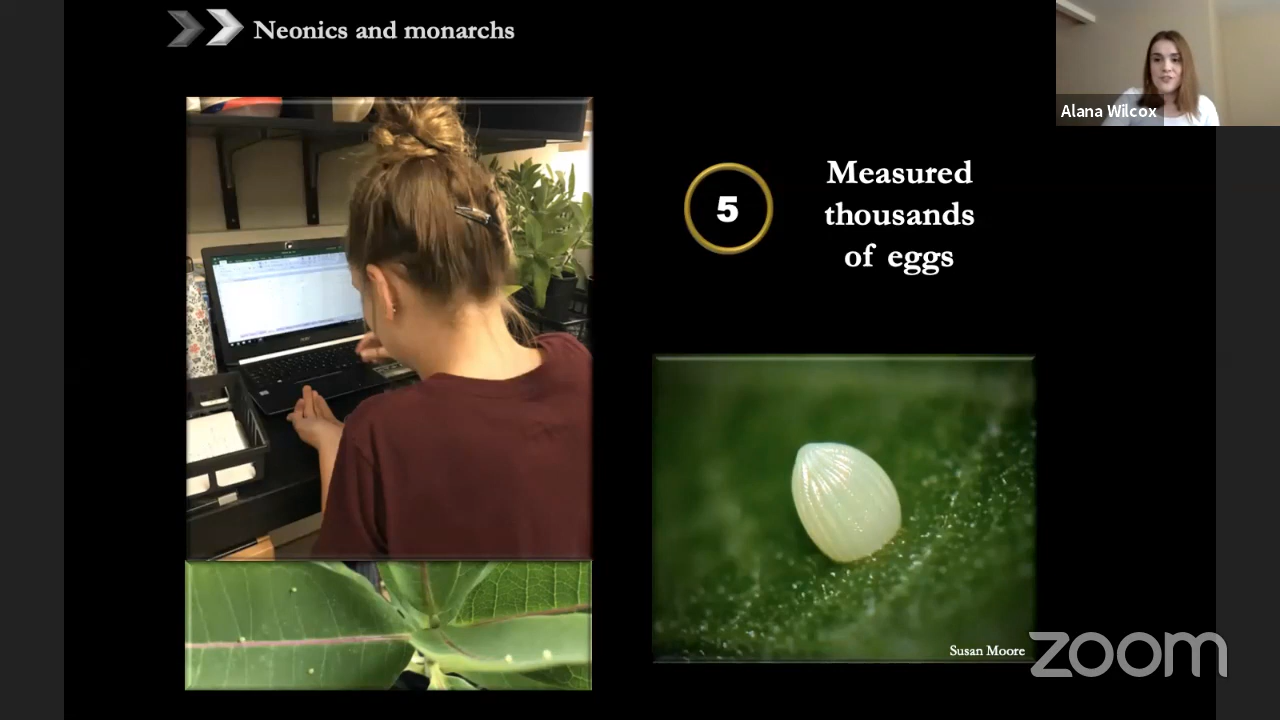 Neonics and monarchs
Alana Wilcox
5
Measured
thousands
of eggs
Susan Moore
zoom